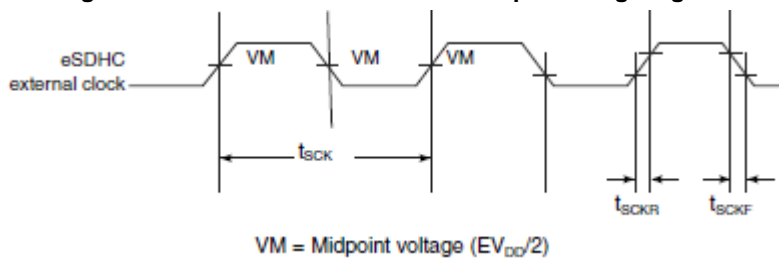 eSDHC
external clock
VM
VM
VM
tSCK
tSCKR
tSCKF
VM = Midpoint voltage (EVDD/2)